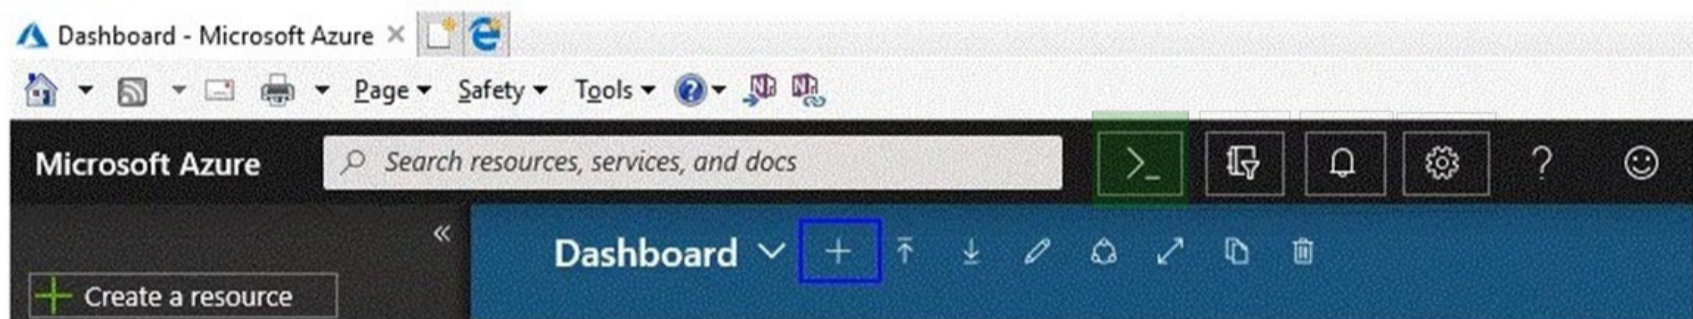 Dashboard - Microsoft Azure
Page Safety Tools
Microsoft Azure Search resources, services, and docs
Dashboard
Create a resource